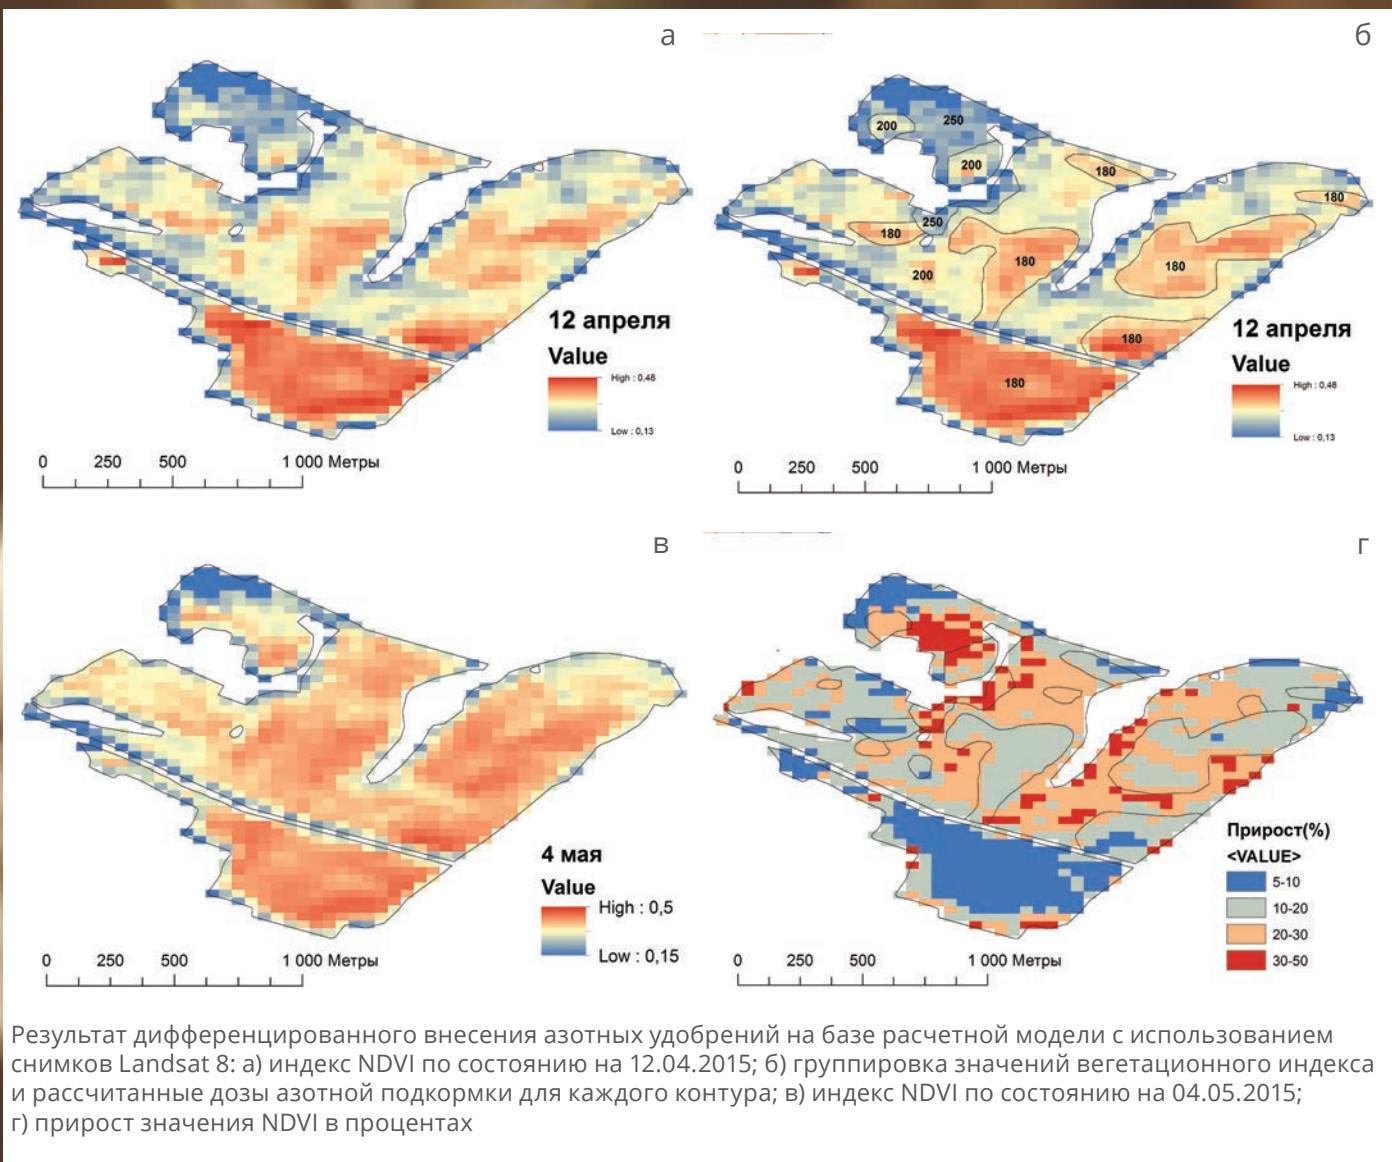 а
12 апреля
Value
High : 0,46
Low : 0,13
0 250 500 1 000 Метры
б
200
250
200
180
180
250
180
180
180
200
180
180
12 апреля
Value
High : 0,46
Low : 0,13
0 250 500 1 000 Метры
в
4 мая
Value
High : 0,5
Low : 0,15
0 250 500 1 000 Метры
г
Прирост(%)
<VALUE>
5-10
10-20
20-30
30-50
0 250 500 1 000 Метры
Результат дифференцированного внесения азотных удобрений на базе расчетной модели с использованием
снимков Landsat 8: а) индекс NDVI по состоянию на 12.04.2015; б) группировка значений вегетационного индекса
и рассчитанные дозы азотной подкормки для каждого контура; в) индекс NDVI по состоянию на 04.05.2015;
г) прирост значения NDVI в процентах